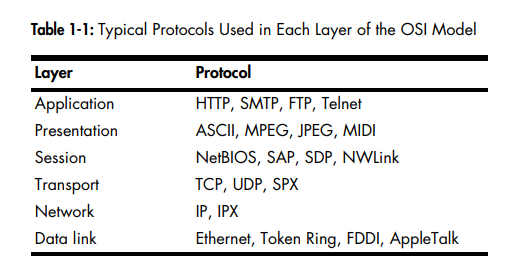 Table 1-1: Typical Protocols Used in Each Layer of the OSI Model
Layer Protocol
Application HTTP, SMTP, FTP, Telnet
Presentation ASCII, MPEG, JPEG, MIDI
Session NetBIOS, SAP, SDP, NWLink
Transport TCP, UDP, SPX
Network IP, IPX
Data link Ethernet, Token Ring, FDDI, AppleTalk